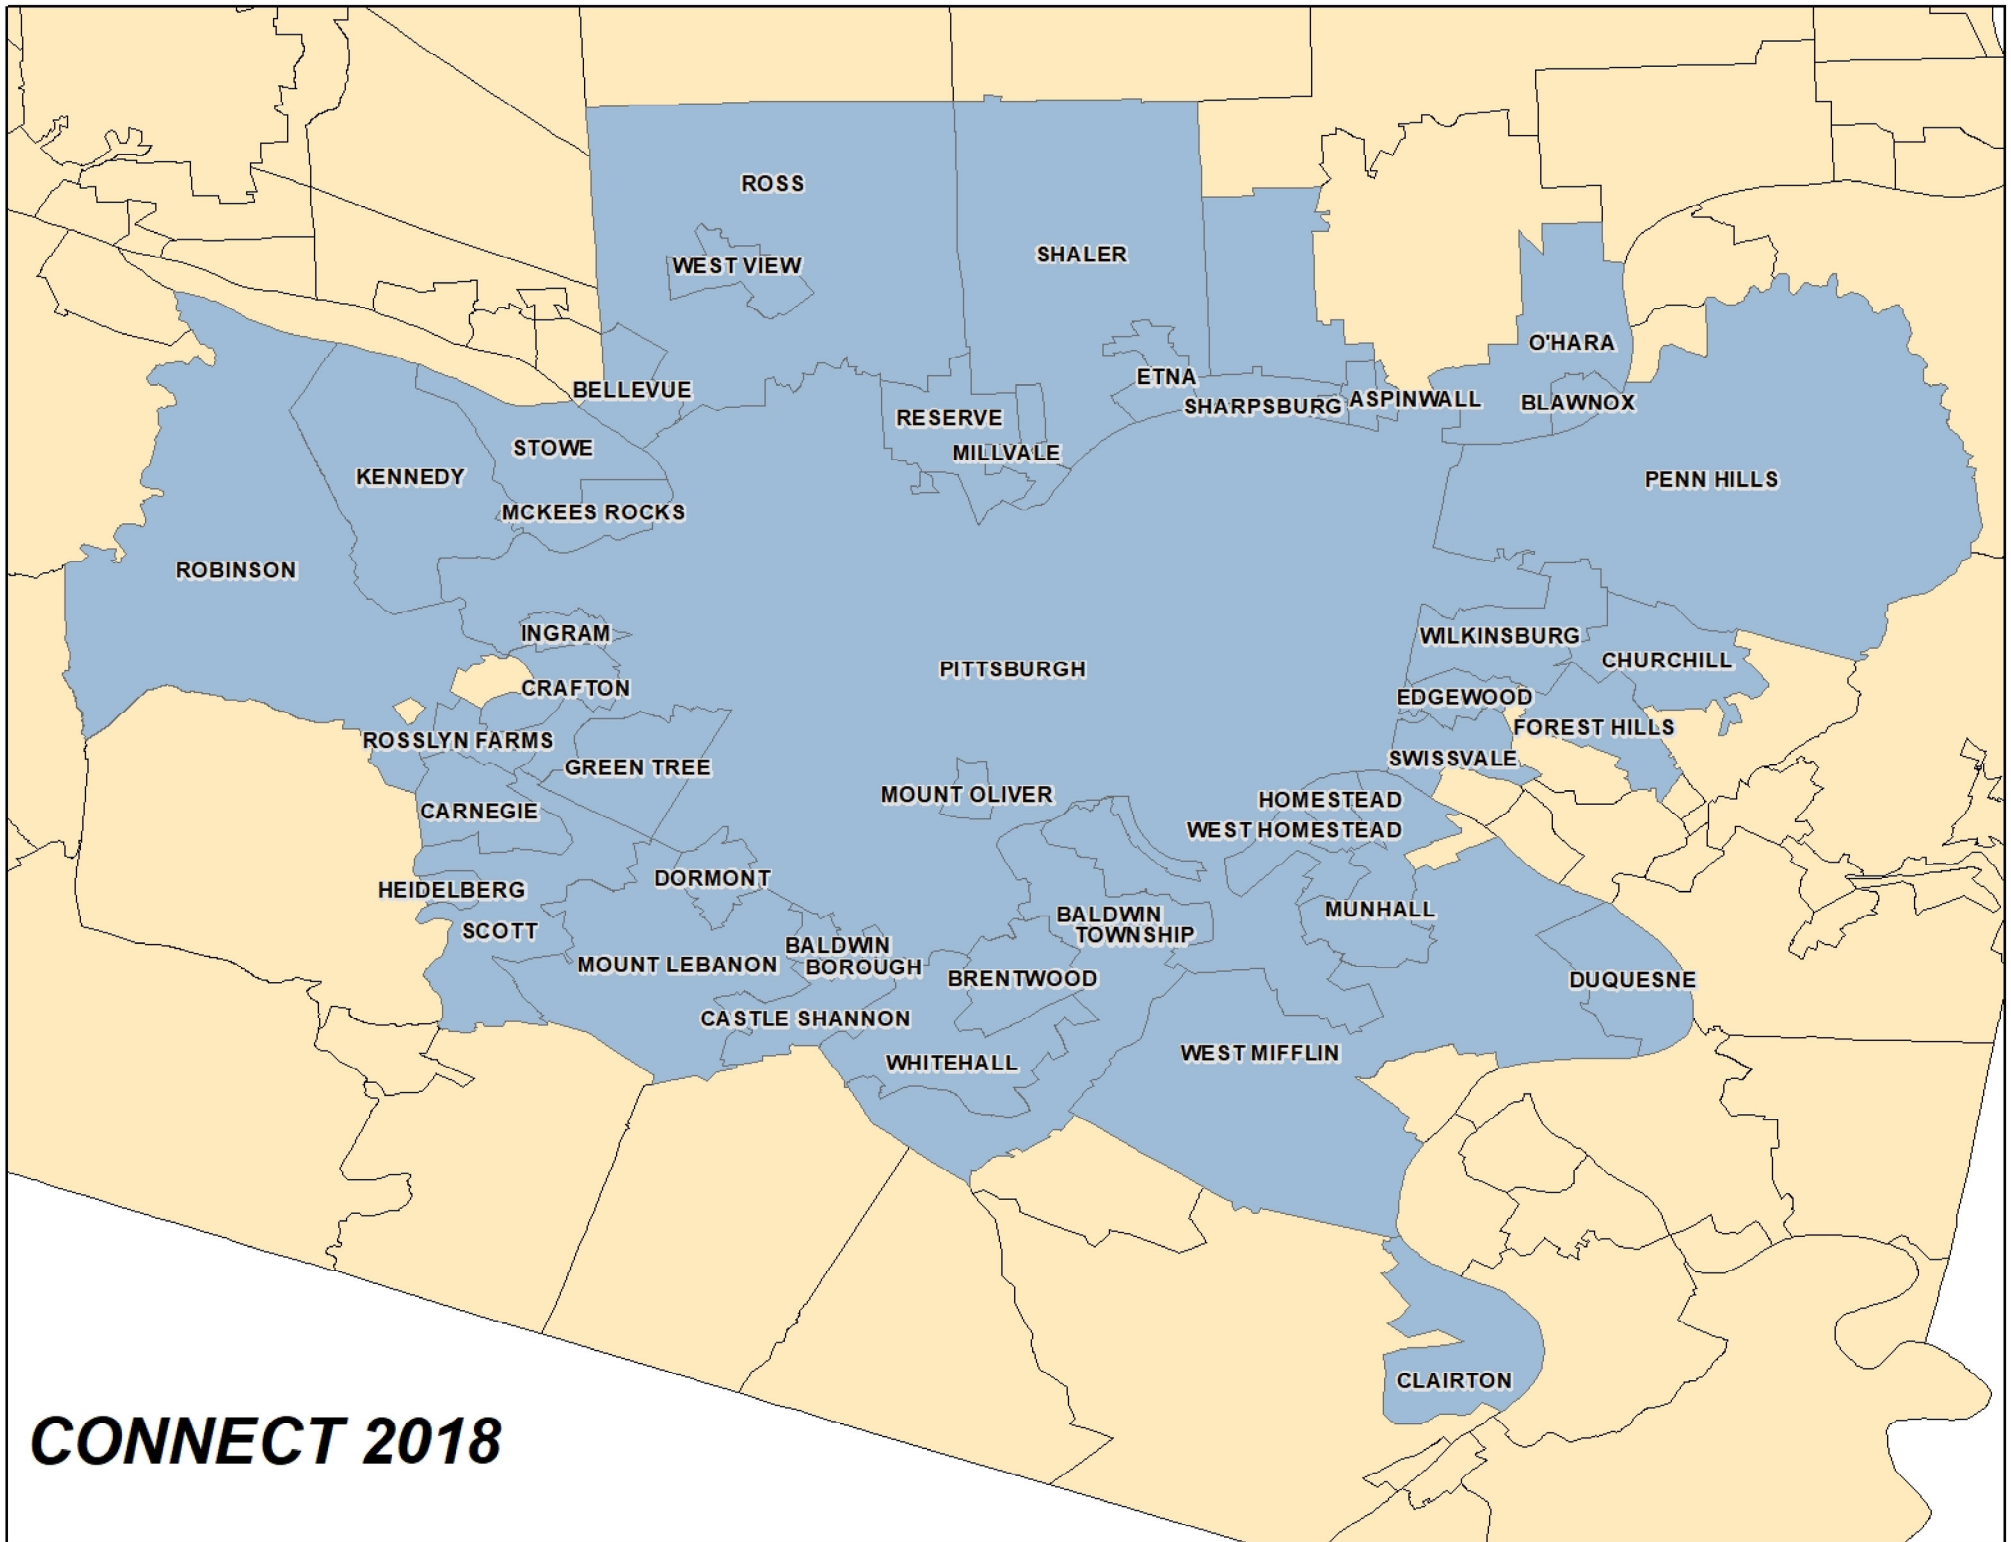 ROSS
SHALER
WEST VIEW
O'HARA
ETNA
BELLEVUE
ASPINWALL
BLAWNOX
SHARPSBURG
RESERVE
STOWE
MILLVALE
KENNEDY
PENN HILLS
MCKEES ROCKS
ROBINSON
INGRAM
WILKINSBURG
CHURCHILL
PITTSBURGH
CRAFTON
EDGEWOOD
FOREST HILLS
ROSSLYN FARMS
SWISSVALE
GREEN TREE
MOUNT OLIVER
HOMESTEAD
CARNEGIE
WEST HOMESTEAD
DORMONT
HEIDELBERG
MUNHALL
BALDWIN
TOWNSHIP
SCOTT
BALDWIN
BOROUGH
MOUNT LEBANON
BRENTWOOD
DUQUESNE
CASTLE SHANNON
WEST MIFFLIN
WHITEHALL
CLAIRTON
CONNECT 2018